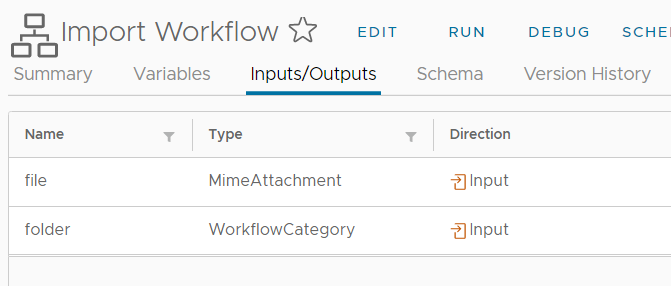 Import Workflow EDIT RUN DEBUG SCHE
Summary Variables Inputs/Outputs Schema Version History
Name Type Direction
file MimeAttachment Input
folder WorkflowCategory Input